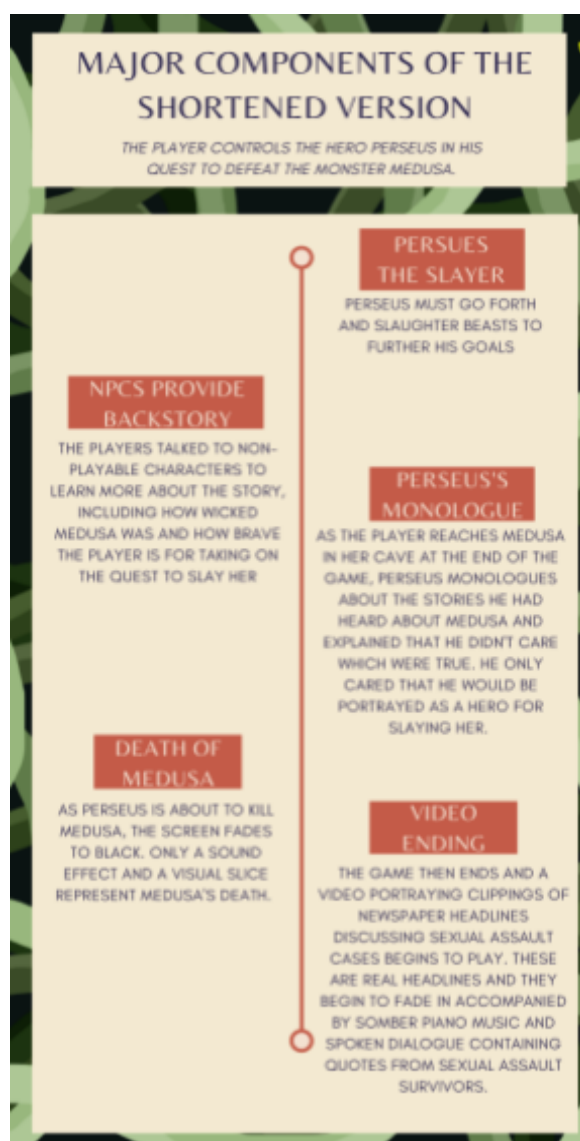 MAJOR COMPONENTS OF THE
SHORTENED VERSION
THE PLAYER CONTROLS THE HERO PERSEUS IN HIS
QUEST TO DEFEAT THE MONSTER MEDUSA.
PERSUES
THE SLAYER
PERSEUS MUST GO FORTH
AND SLAUGHTER BEASTS TO
FURTHER HIS GOALS
NPCS PROVIDE
BACKSTORY
THE PLAYERS TALKED TO NON-
PLAYABLE CHARACTERS TO
LEARN MORE ABOUT THE STORY,
INCLUDING HOW WICKED
MEDUSA WAS AND HOW BRAVE
THE PLAYER IS FOR TAKING ON
THE QUEST TO SLAY HER
PERSEUS'S
MONOLOGUE
AS THE PLAYER REACHES MEDUSA
IN HER CAVE AT THE END OF THE
GAME, PERSEUS MONOLOGUES
ABOUT THE STORIES HE HAD
HEARD ABOUT MEDUSA AND
EXPLAINED THAT HE DIDN'T CARE
WHICH WERE TRUE. HE ONLY
CARED THAT HE WOULD BE
PORTRAYED AS A HERO FOR
SLAYING HER.
DEATH OF
MEDUSA
AS PERSEUS IS ABOUT TO KILL
MEDUSA, THE SCREEN FADES
TO BLACK. ONLY A SOUND
EFFECT AND A VISUAL SLICE
REPRESENT MEDUSA'S DEATH.
VIDEO
ENDING
THE GAME THEN ENDS AND A
VIDEO PORTRAYING CLIPPINGS OF
NEWSPAPER HEADLINES
DISCUSSING SEXUAL ASSAULT
CASES BEGINS TO PLAY. THESE
ARE REAL HEADLINES AND THEY
BEGIN TO FADE IN ACCOMPANIED
BY SOMBER PIANO MUSIC AND
SPOKEN DIALOGUE CONTAINING
QUOTES FROM SEXUAL ASSAULT
SURVIVORS.